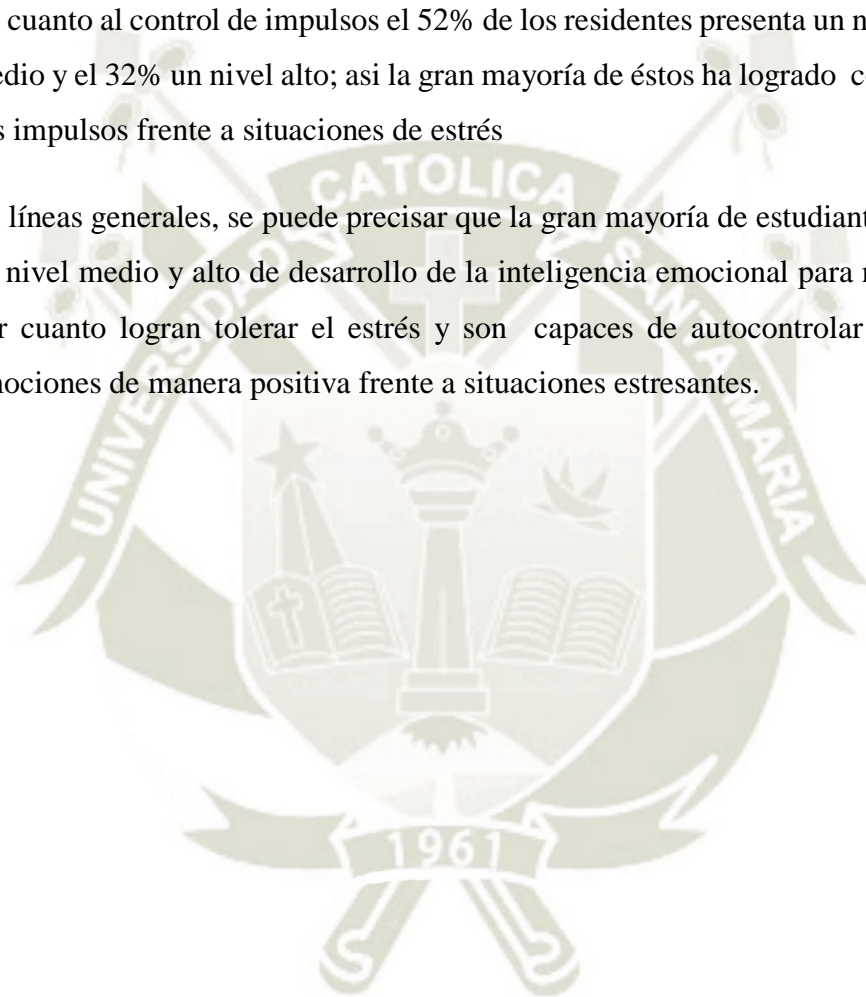 cuanto al control de impulsos el 52% de los residentes presenta un
el 32% un nivel alto; asi la gran mayoría de éstos ha logrado
impulsos frente a situaciones de estrés
líneas generales, se puede precisar que la gran mayoría de
nivel medio y alto de desarrollo de la inteligencia emocional para
cuanto logran tolerar el estrés y son capaces de autocontrolar
de manera positiva frente a situaciones estresantes.
UNIVERSIDAD CATOLICA SANTA MARIA
1961